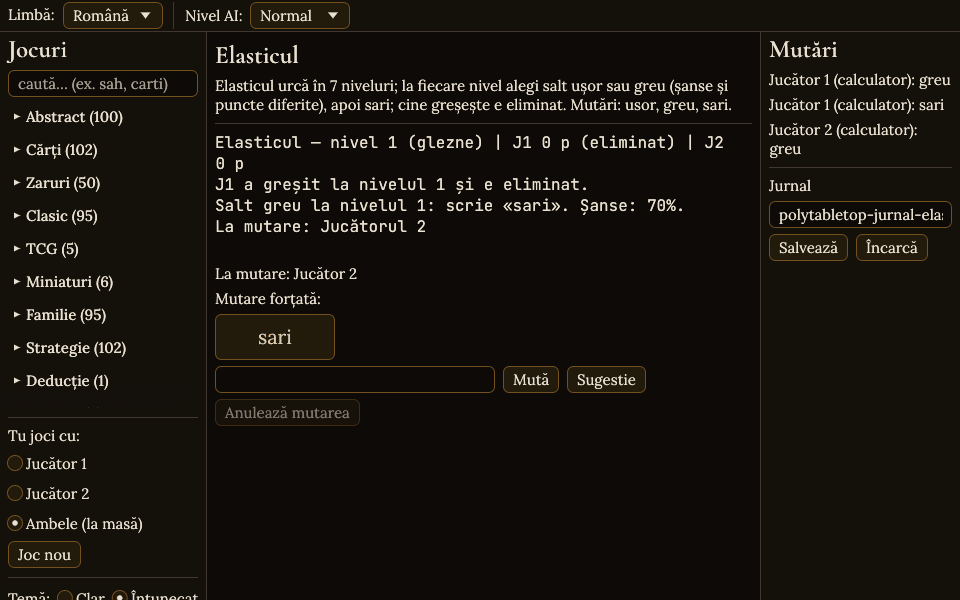 Limbă: Română Nivel AI: Normal
Jocuri
caută... (ex. sah, carti)
Abstract (100)
Cărți (102)
Zaruri (50)
Clasic (95)
TCG (5)
Miniaturi (6)
Familie (95)
Strategie (102)
Deducție (1)
Tu joci cu:
Jucător 1
Jucător 2
Ambele (la masă)
Joc nou
Temă: Clar Întunecat
Elasticul
Elasticul urcă în 7 niveluri; la fiecare nivel alegi salt ușor sau greu (șanse și
puncte diferite), apoi sari; cine greșește e eliminat. Mutări: usor, greu, sari.
Elasticul — nivel 1 (glezne) | J1 0 p (eliminat) | J2
0 p
J1 a greșit la nivelul 1 și e eliminat.
Salt greu la nivelul 1: scrie «sari». Șanse: 70%.
La mutare: Jucătorul 2
La mutare: Jucător 2
Mutare forțată:
sari
Mută Sugestie
Anulează mutarea
Mutări
Jucător 1 (calculator): greu
Jucător 1 (calculator): sari
Jucător 2 (calculator):
greu
Jurnal
polytabletop-jurnal-ela
Salvează Încarcă